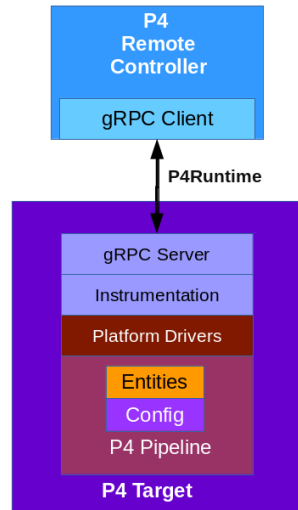 P4
Remote
Controller
gRPC Client
P4Runtime
gRPC Server
Instrumentation
Platform Drivers
Entities
Config
P4 Pipeline
P4 Target